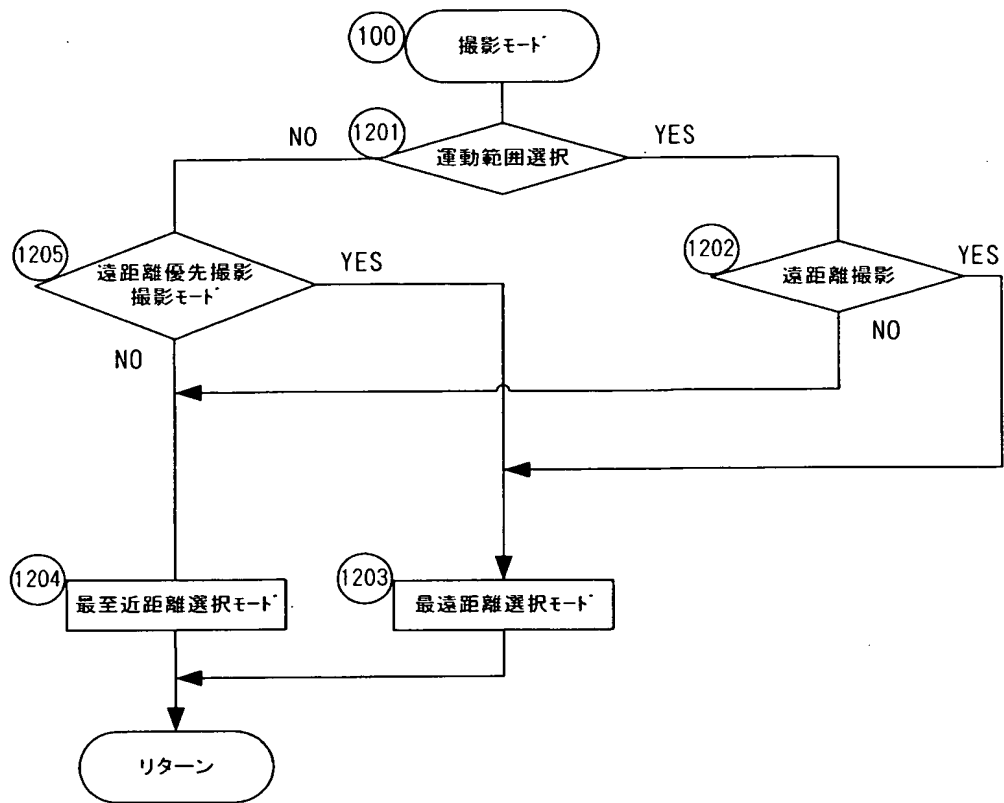 100
撮影モード
1201
NO
YES
運動範囲選択
1205
遠距離優先撮影
撮影モード
YES
NO
1202
遠距離撮影
YES
NO
1204
最至近距離選択モード
1203
最遠距離選択モード
リターン